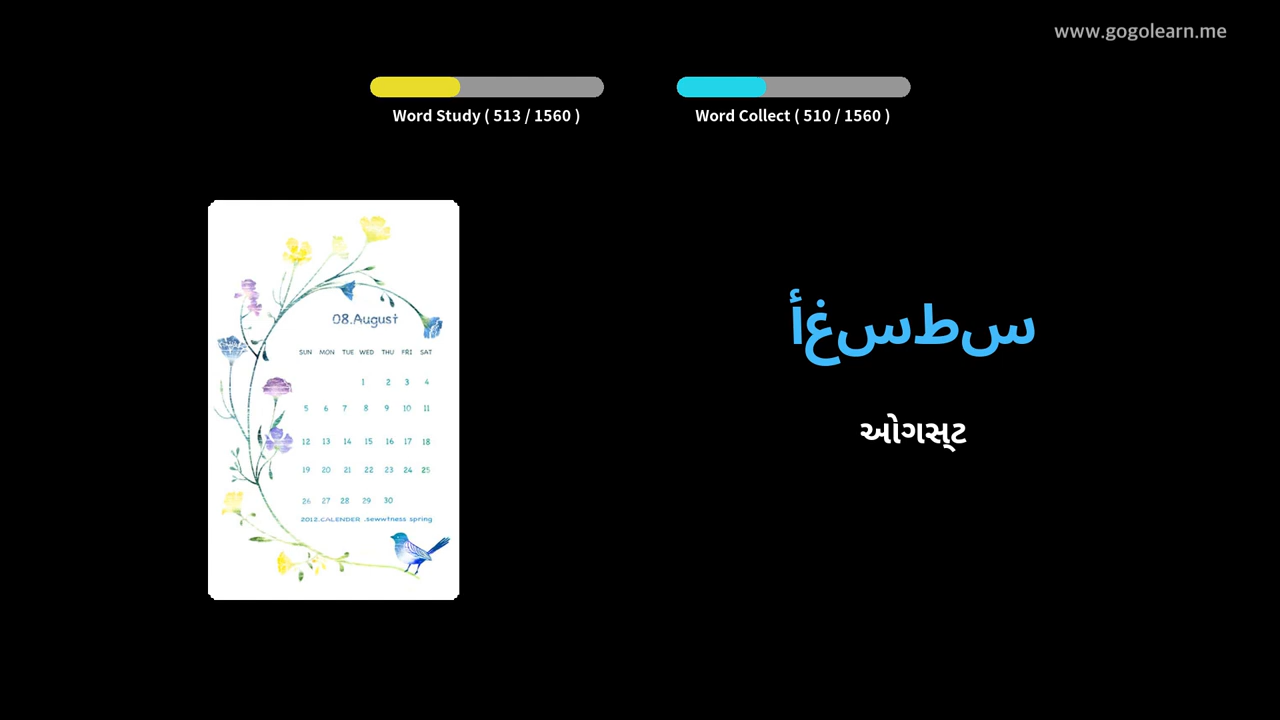 www.gogolearn.me
Word Study ( 513 / 1560 )
Word Collect ( 510 / 1560 )
08.August
SUN MON TUE WED THU FRI SAT
1 2 3 4
5 6 7 8 9 10 11
12 13 14 15 16 17 18
19 20 21 22 23 24 25
26 27 28 29 30
2012.CALENDER .sewwtness spring
سطسغأ
ઓગસ્ટ